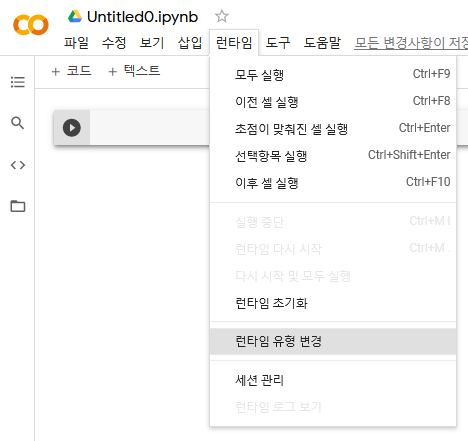 Untitled0.ipynb
파일 수정 보기 삽입 런타임 도구 도움말 모든 변경사항이 저장
+ 코드 + 텍스트
모두 실행 Ctrl+F9
이전 셀 실행 Ctrl+F8
초점이 맞춰진 셀 실행 Ctrl+Enter
선택항목 실행 Ctrl+Shift+Enter
이후 셀 실행 Ctrl+F10
실행 중단 Ctrl+M I
런타임 다시 시작 Ctrl+M .
다시 시작 및 모두 실행
런타임 초기화
런타임 유형 변경
세션 관리
런타임 로그 보기